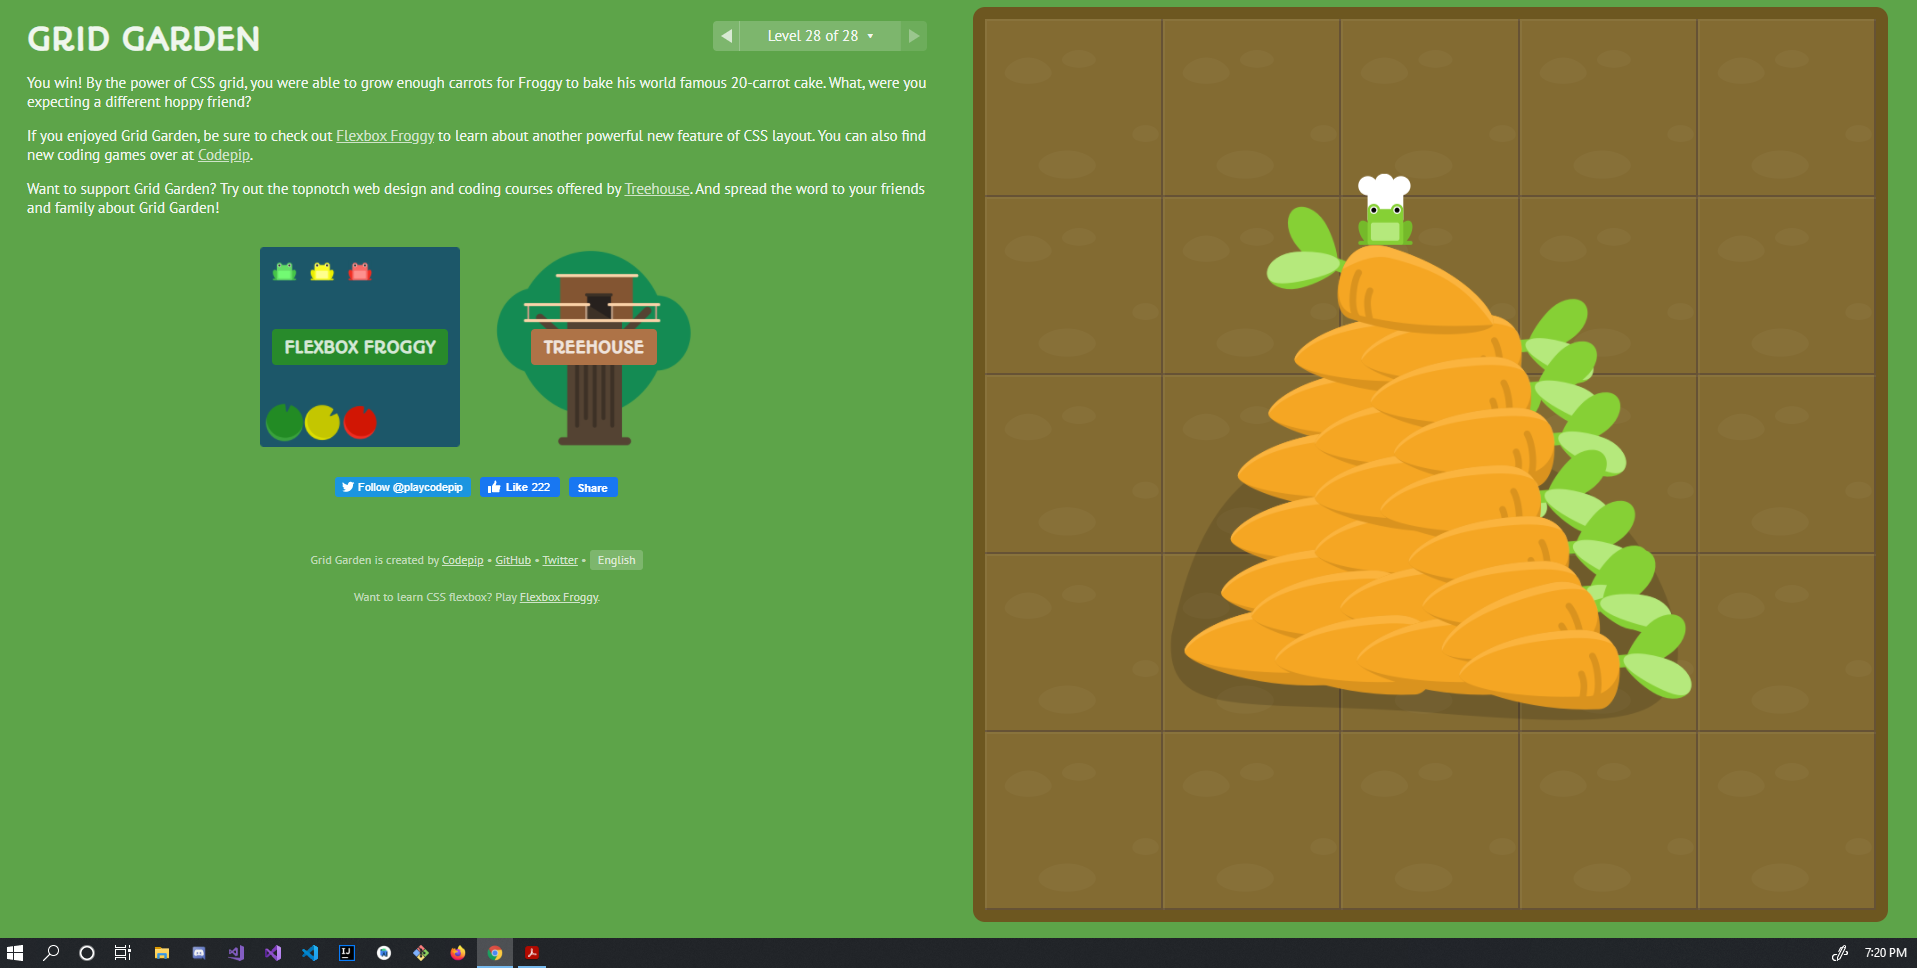 GRID GARDEN
Level 28 of 28
You win! By the power of CSS grid, you were able to grow enough carrots for Froggy to bake his world famous 20-carrot cake. What, were you
expecting a different hoppy friend?
If you enjoyed Grid Garden, be sure to check out Flexbox Froggy to learn about another powerful new feature of CSS layout. You can also find
new coding games over at Codepip.
Want to support Grid Garden? Try out the topnotch web design and coding courses offered by Treehouse. And spread the word to your friends
and family about Grid Garden!
FLEXBOX FROGGY
TREEHOUSE
Follow @playcodepip
Like 222
Share
Grid Garden is created by Codepip • GitHub • Twitter • English
Want to learn CSS flexbox? Play Flexbox Froggy.
IJ
7:20 PM